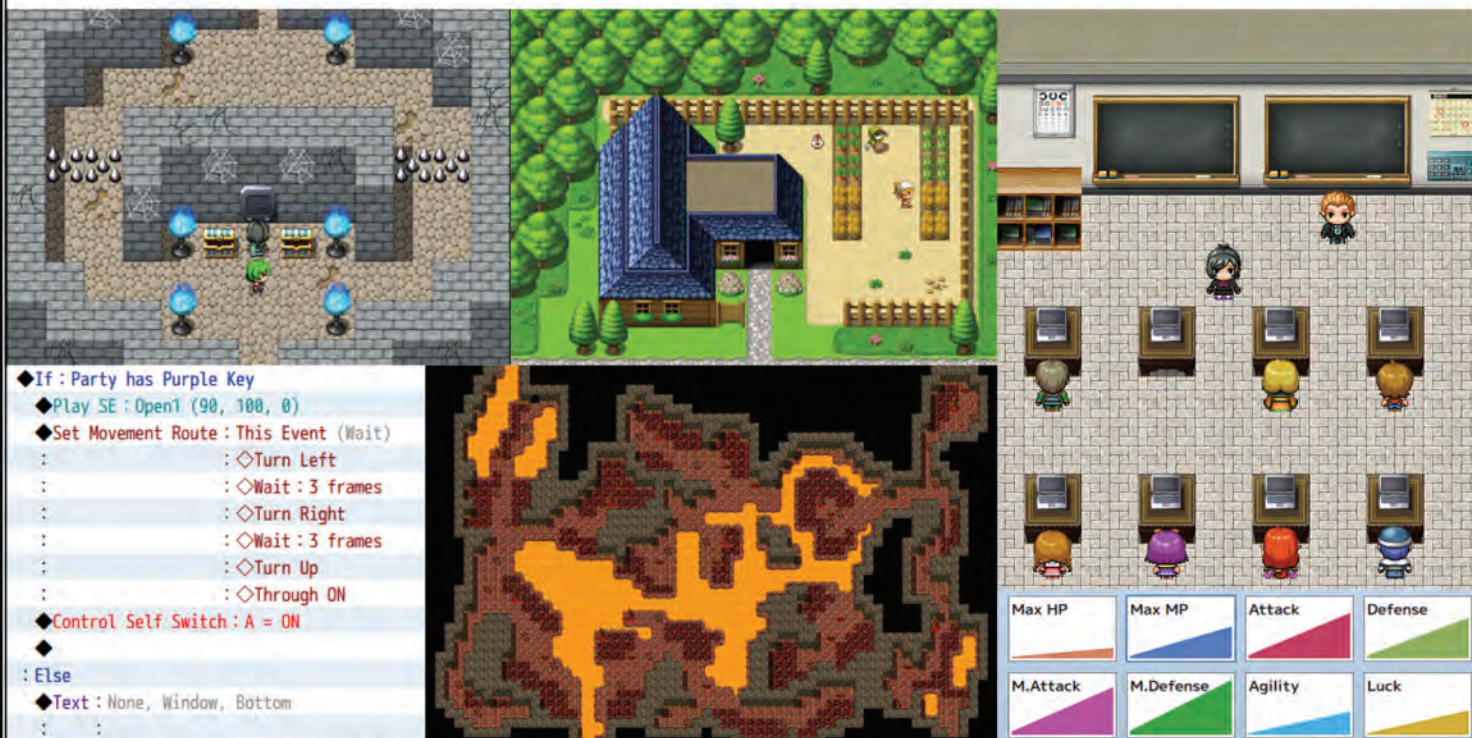 ◆If : Party has Purple Key
◆Play SE : Open1 (90, 100, 0)
◆Set Movement Route : This Event (Wait)
: : ◇Turn Left
: : ◇Wait : 3 frames
: : ◇Turn Right
: : ◇Wait : 3 frames
: : ◇Turn Up
: : ◇Through ON
◆Control Self Switch : A = ON
◆
: Else
◆Text : None, Window, Bottom
: :
Max HP
Max MP
Attack
Defense
M.Attack
M.Defense
Agility
Luck